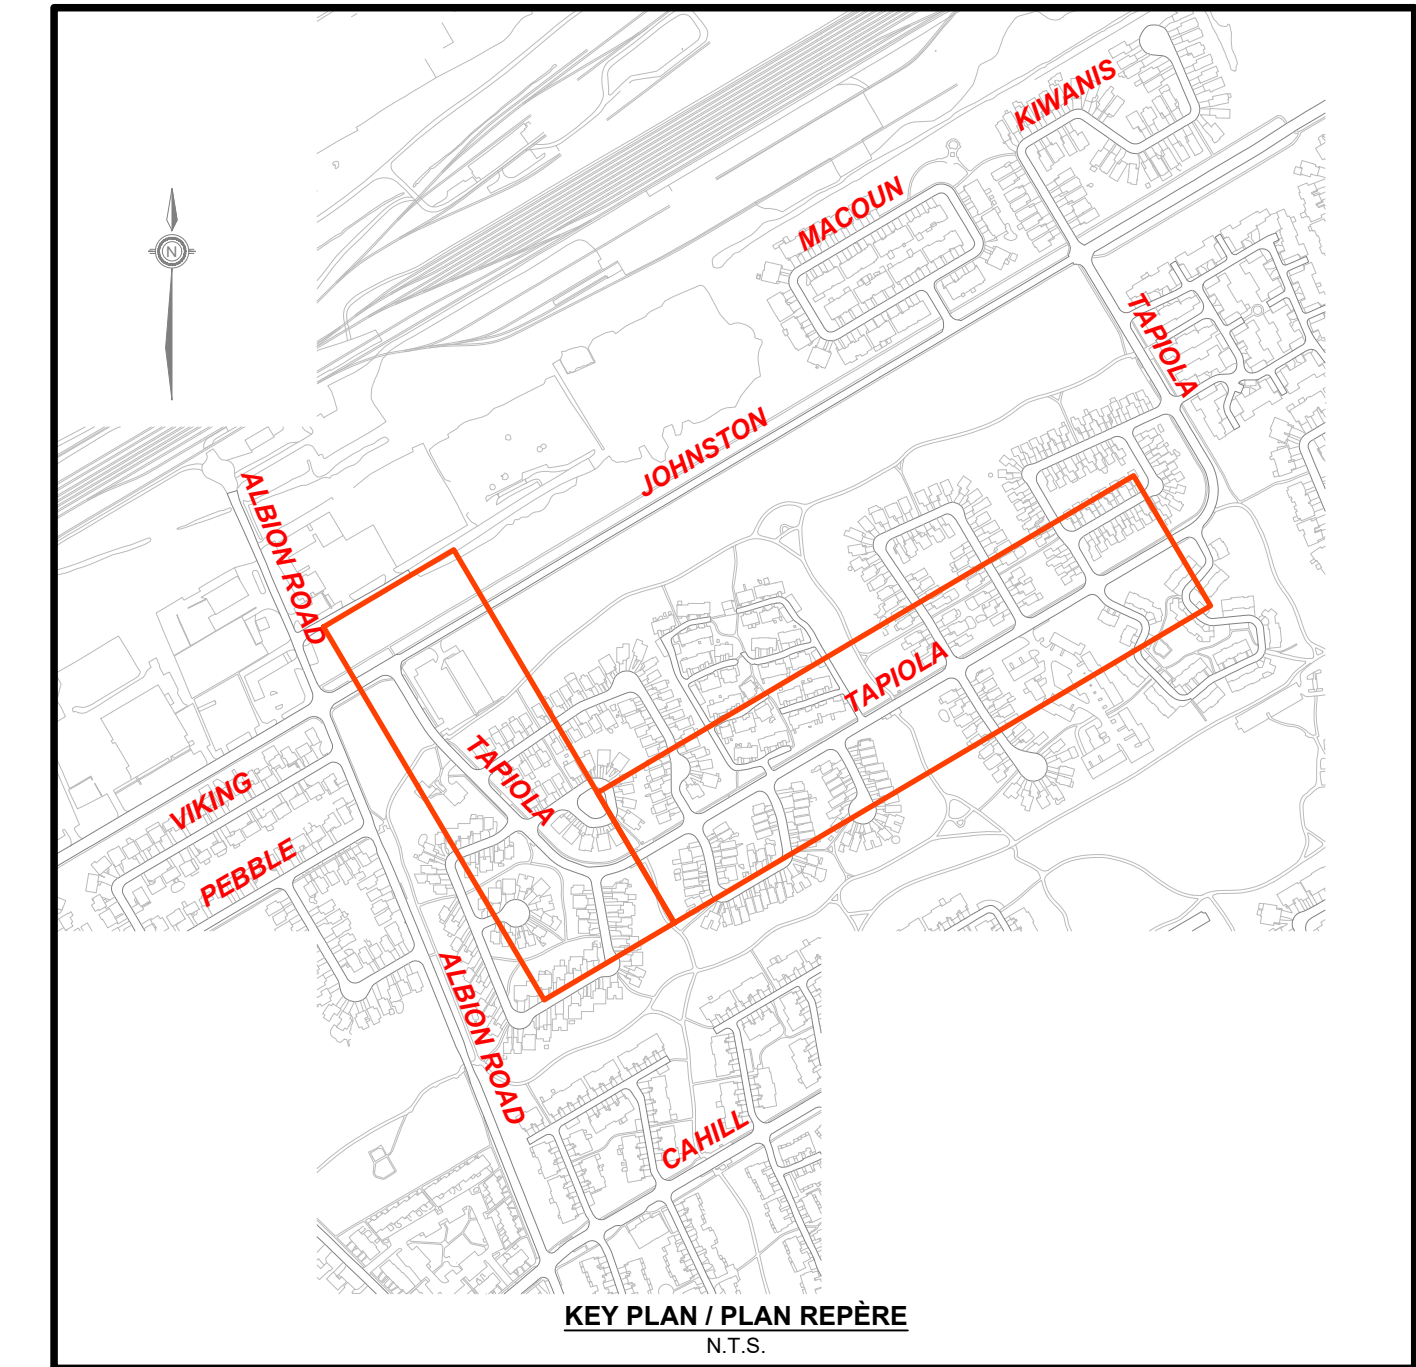 KIWANIS
MACOUN
N
TAPIOLA
JOHNSTON
ALBION ROAD
TAPIOLA
TAPIOLA
VIKING
PEBBLE
ALBION ROAD
CAHILL
KEY PLAN / PLAN REPÈRE
N.T.S.